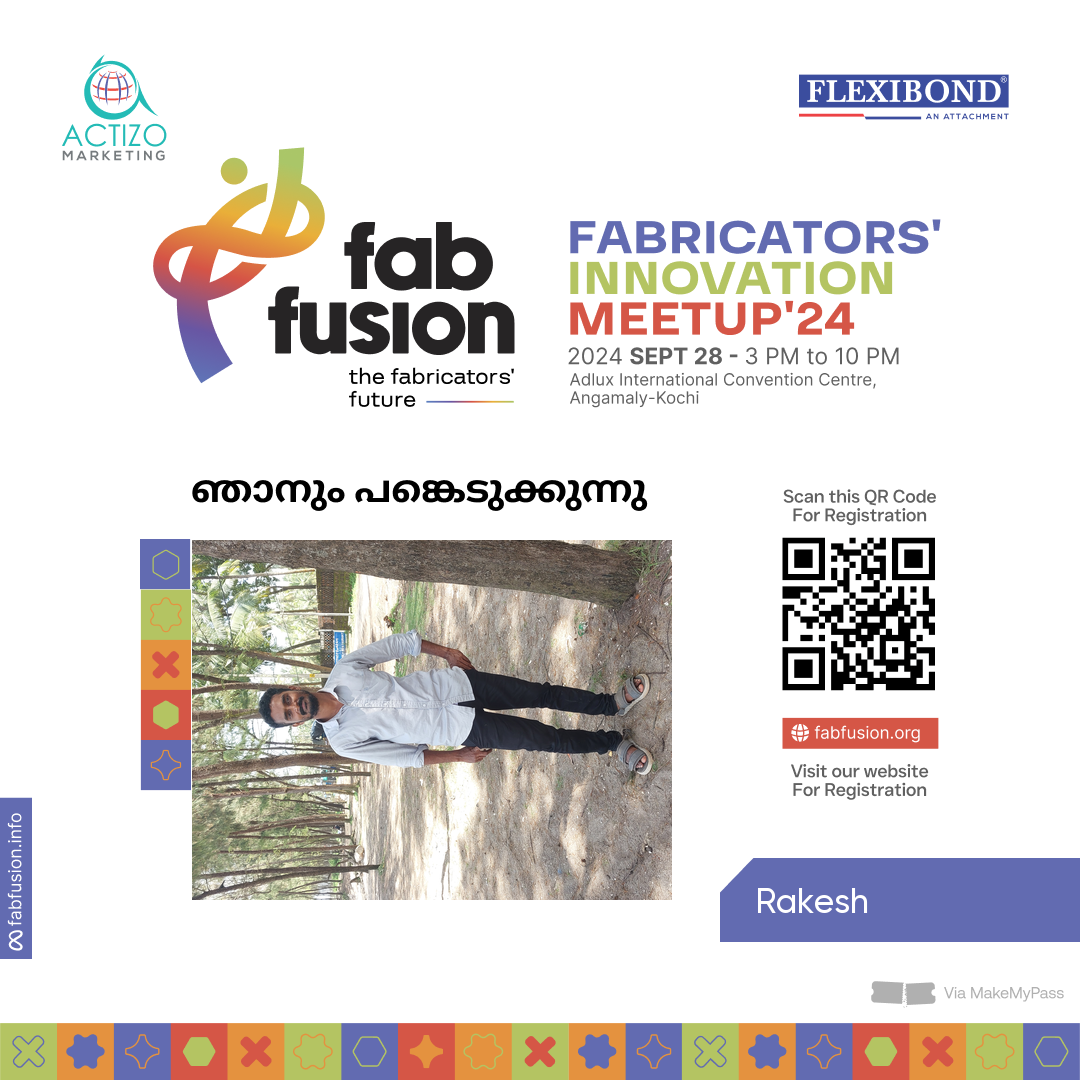 ACTIZO
MARKETING
FLEXIBOND®
AN ATTACHMENT
fab
fusion
the fabricators'
future
FABRICATORS'
INNOVATION
MEETUP'24
2024 SEPT 28 - 3 PM to 10 PM
Adlux International Convention Centre,
Angamaly-Kochi
ഞാനും പങ്കെടുക്കുന്നു
Scan this QR Code
For Registration
fabfusion.org
Visit our website
For Registration
fabfusion.info
Rakesh
Via MakeMyPass